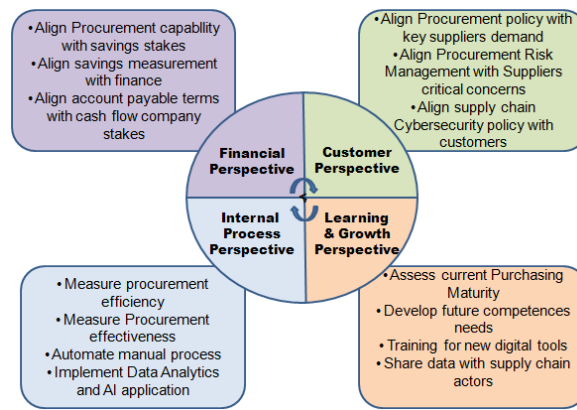 •Align Procurement capability
with savings stakes
•Align savings measurement
with finance
•Align account payable terms
with cash flow company
stakes
•Align Procurement policy with
key suppliers demand
•Align Procurement Risk
Management with Suppliers
critical concerns
•Align supply chain
Cybersecurity policy with
customers
Financial
Perspective
Customer
Perspective
Internal
Process
Perspective
Learning
& Growth
Perspective
•Measure procurement
efficiency
•Measure Procurement
effectiveness
•Automate manual process
•Implement Data Analytics
and AI application
•Assess current Purchasing
Maturity
•Develop future competences
needs
•Training for new digital tools
•Share data with supply chain
actors